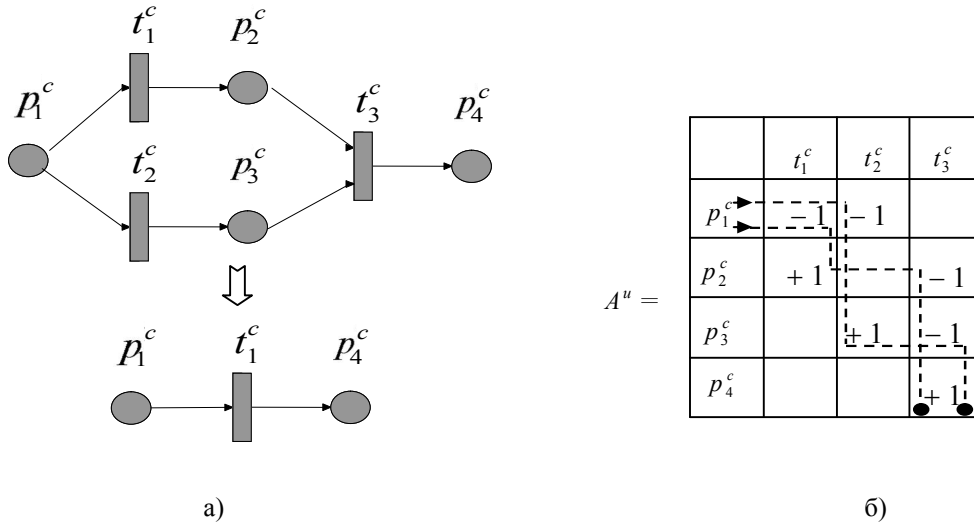 t₁ᶜ p₂ᶜ
p₁ᶜ t₃ᶜ p₄ᶜ
t₂ᶜ p₃ᶜ
p₁ᶜ t₁ᶜ p₄ᶜ
а)
t₁ᶜ t₂ᶜ t₃ᶜ
p₁ᶜ − 1 − 1
p₂ᶜ + 1 − 1
Aᵘ =
p₃ᶜ + 1 − 1
p₄ᶜ + 1
б)